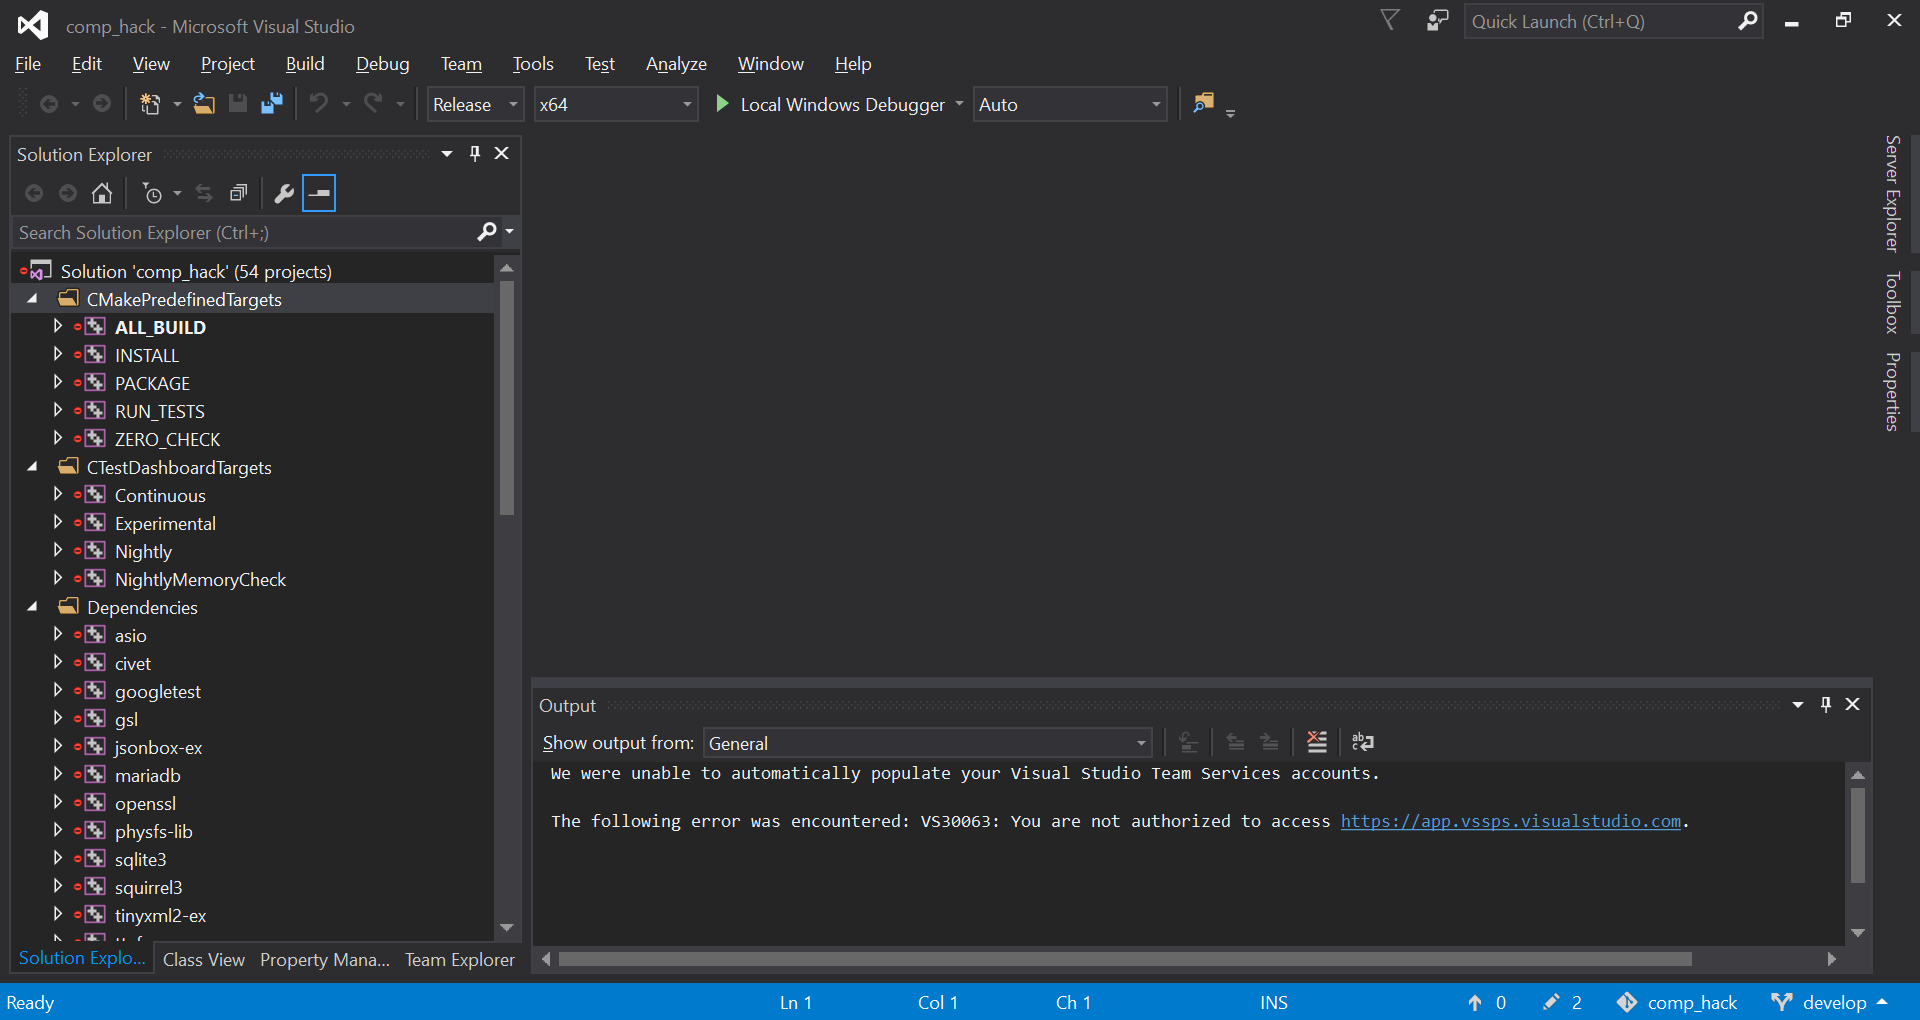 comp_hack - Microsoft Visual Studio
Quick Launch (Ctrl+Q)
File Edit View Project Build Debug Team Tools Test Analyze Window Help
Release x64 Local Windows Debugger Auto
Solution Explorer
Search Solution Explorer (Ctrl+;)
Solution 'comp_hack' (54 projects)
CMakePredefinedTargets
ALL_BUILD
INSTALL
PACKAGE
RUN_TESTS
ZERO_CHECK
CTestDashboardTargets
Continuous
Experimental
Nightly
NightlyMemoryCheck
Dependencies
asio
civet
googletest
gsl
jsonbox-ex
mariadb
openssl
physfs-lib
sqlite3
squirrel3
tinyxml2-ex
Solution Explo... Class View Property Mana... Team Explorer
Server Explorer
Toolbox
Properties
Output
Show output from: General
We were unable to automatically populate your Visual Studio Team Services accounts.
The following error was encountered: VS30063: You are not authorized to access https://app.vssps.visualstudio.com.
Ready Ln 1 Col 1 Ch 1 INS 0 2 comp_hack develop